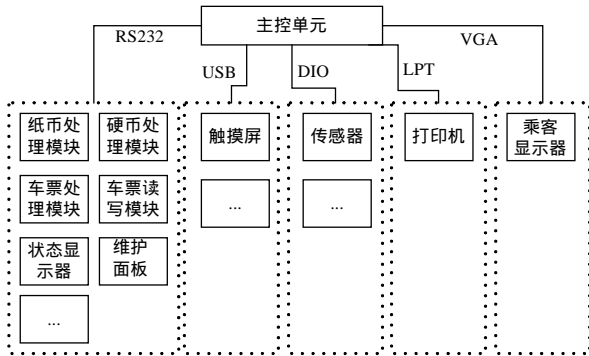 主控单元
RS232
VGA
USB
DIO
LPT
纸币处
理模块
硬币处
理模块
触摸屏
传感器
打印机
乘客
显示器
车票处
理模块
车票读
写模块
...
...
状态显
示器
维护
面板
...